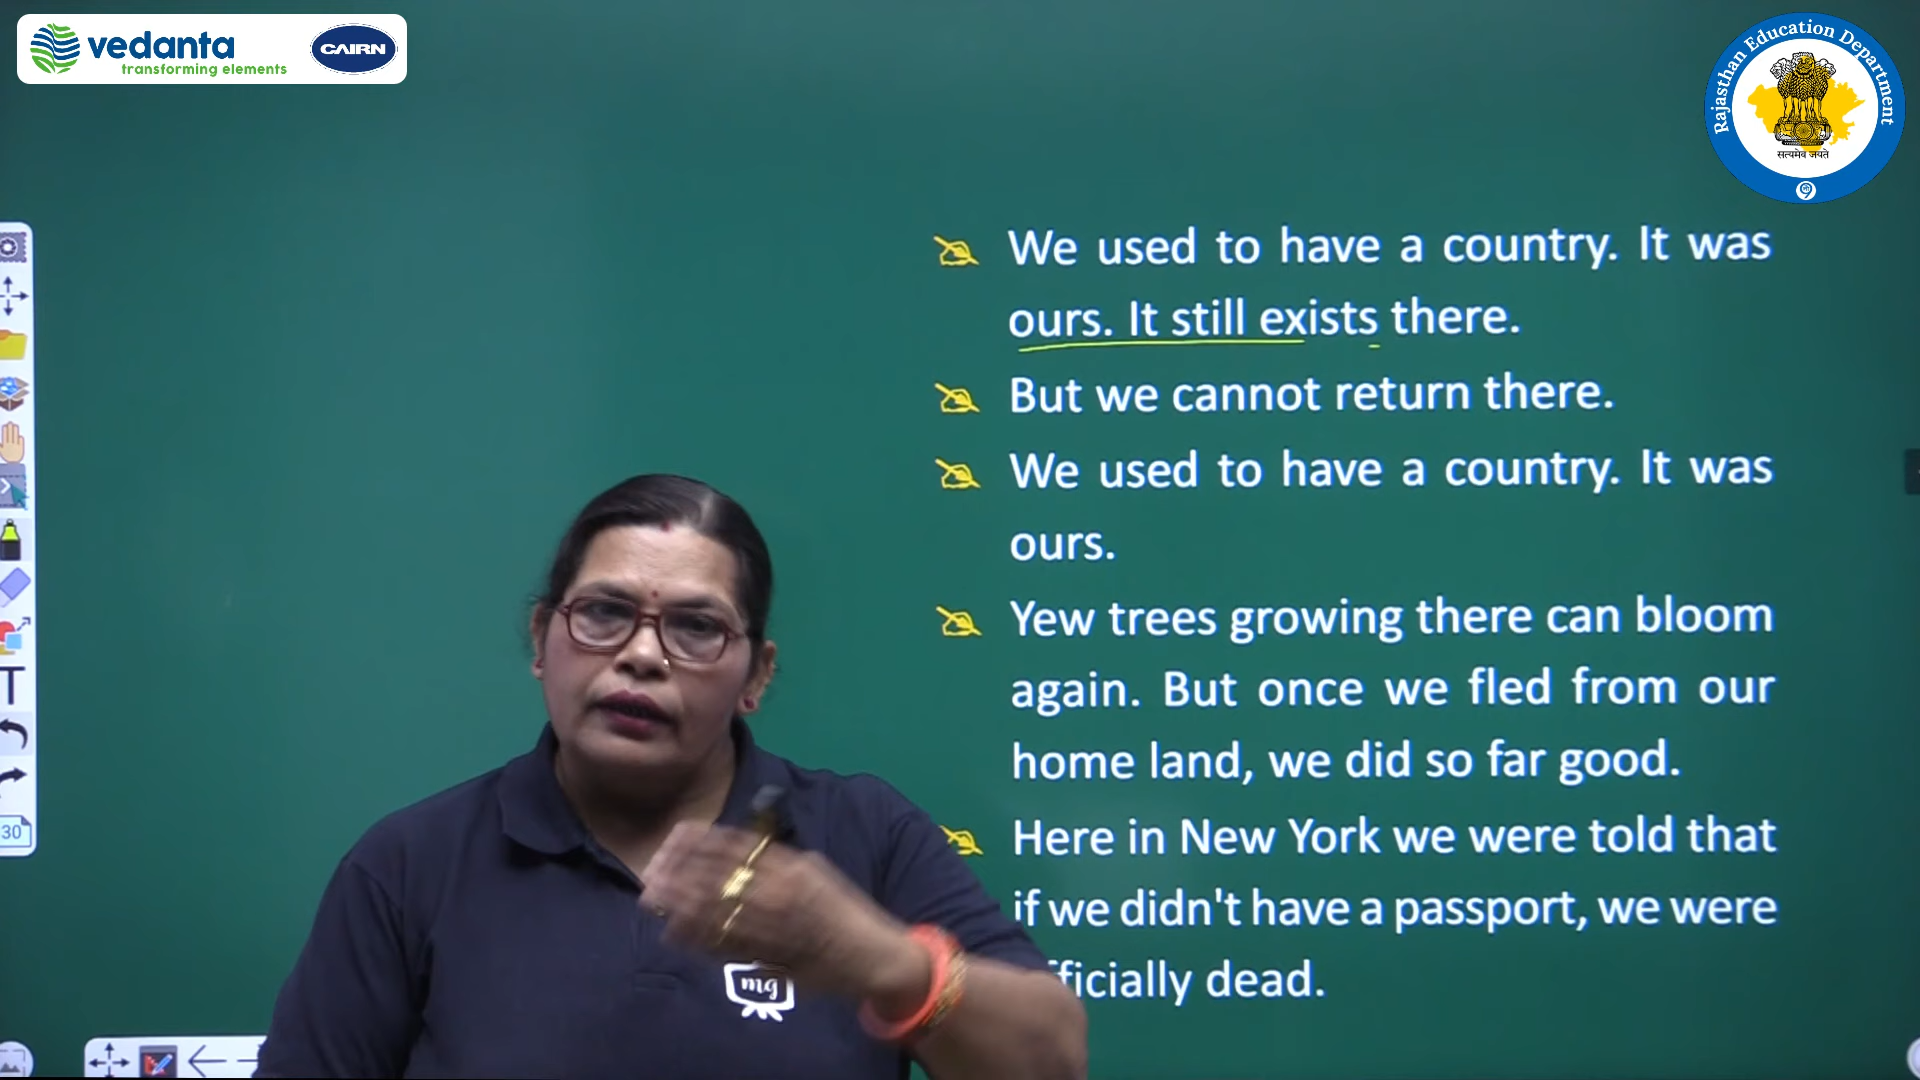 vedanta
transforming elements
CAIRN
Rajasthan Education Department
सत्यमेव जयते
We used to have a country. It was
ours. It still exists there.
But we cannot return there.
We used to have a country. It was
ours.
Yew trees growing there can bloom
again. But once we fled from our
home land, we did so far good.
Here in New York we were told that
if we didn't have a passport, we were
fficially dead.
mg
T
30